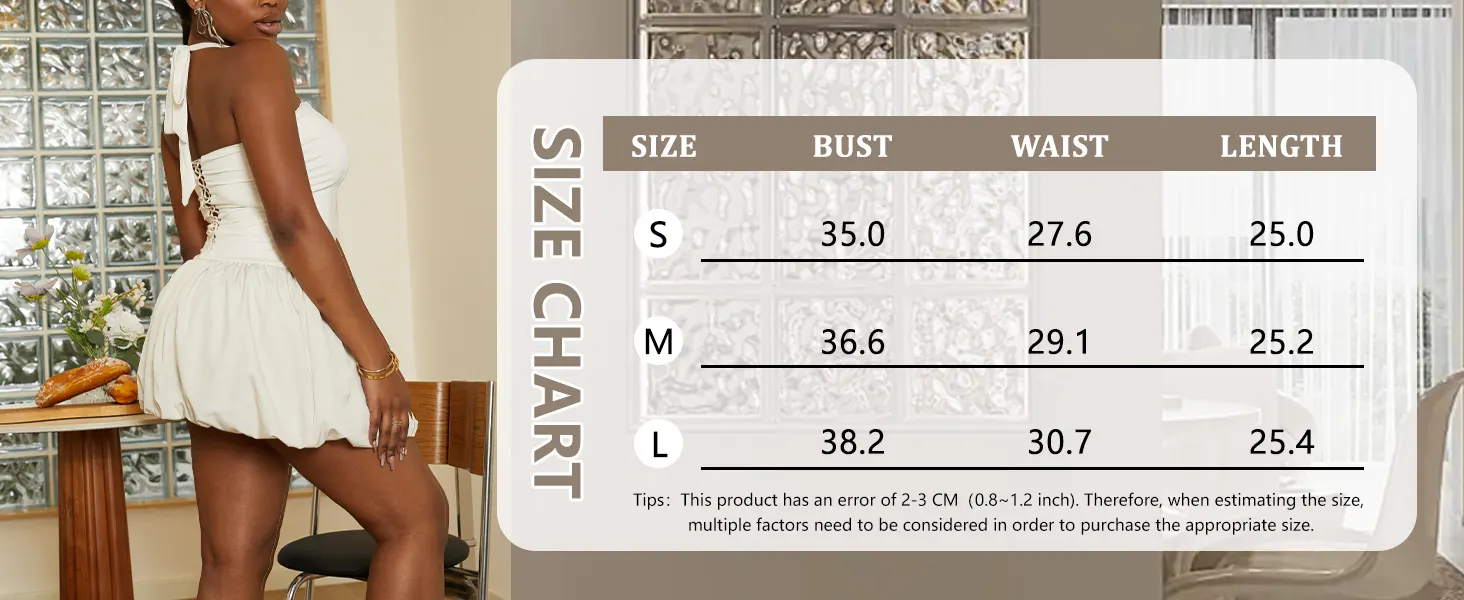 SIZE CHART
SIZE BUST WAIST LENGTH
S 35.0 27.6 25.0
M 36.6 29.1 25.2
L 38.2 30.7 25.4
Tips: This product has an error of 2-3 CM (0.8~1.2 inch). Therefore, when estimating the size,
multiple factors need to be considered in order to purchase the appropriate size.